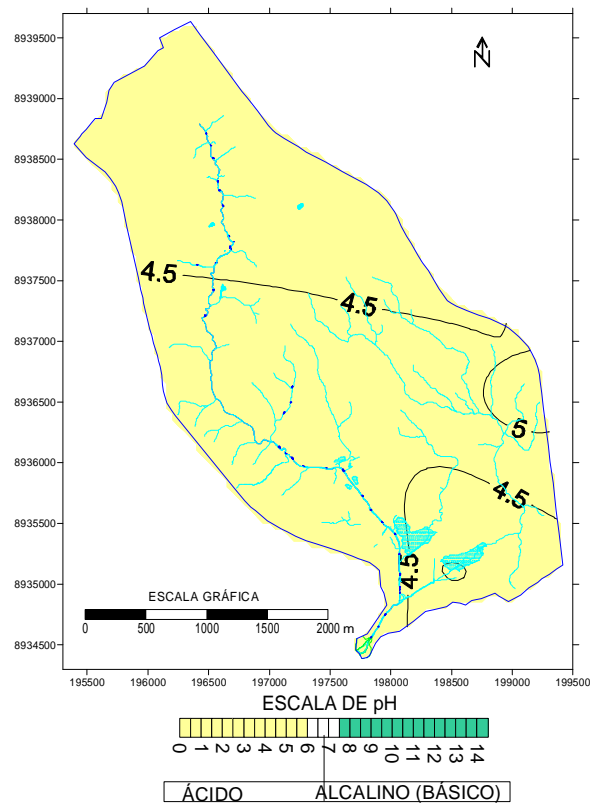 8939500
8939000
8938500
8938000
8937500
8937000
8936500
8936000
8935500
8935000
8934500
N
4.5
4.5
5
4.5
4.5
ESCALA GRÁFICA
0 500 1000 1500 2000 m
195500 196000 196500 197000 197500 198000 198500 199000 199500
ESCALA DE pH
0 1 2 3 4 5 6 7 8 9 10 11 12 13 14
ÁCIDO ALCALINO (BÁSICO)